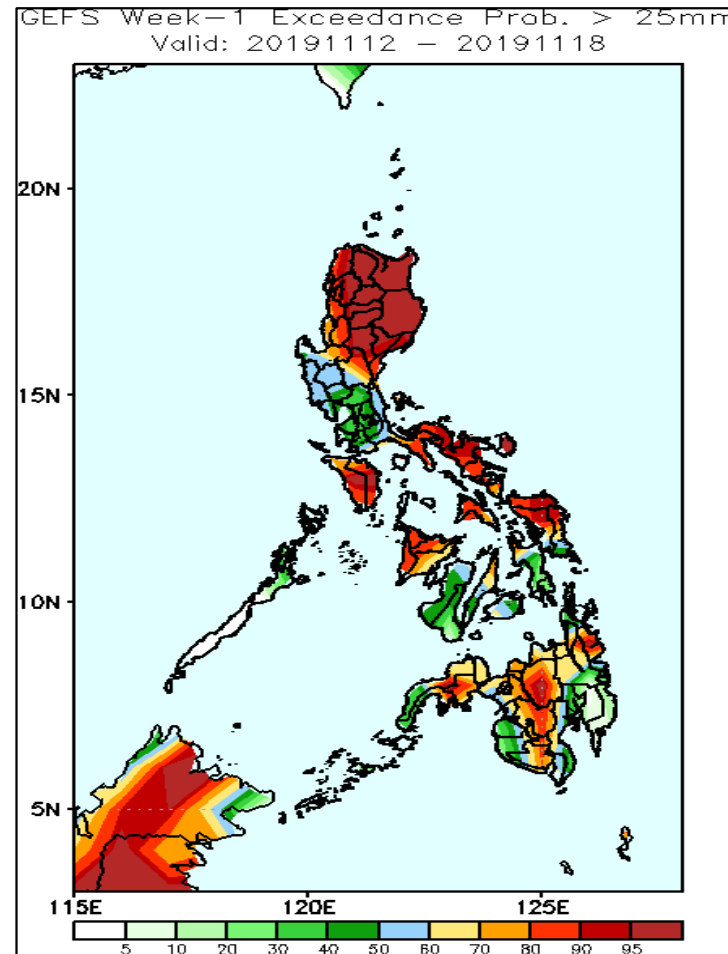 GEFS Week-1 Exceedance Prob. > 25mm
Valid: 20191112 - 20191118
20N
15N
10N
5N
115E 120E 125E
5 10 20 30 40 50 60 70 80 90 95